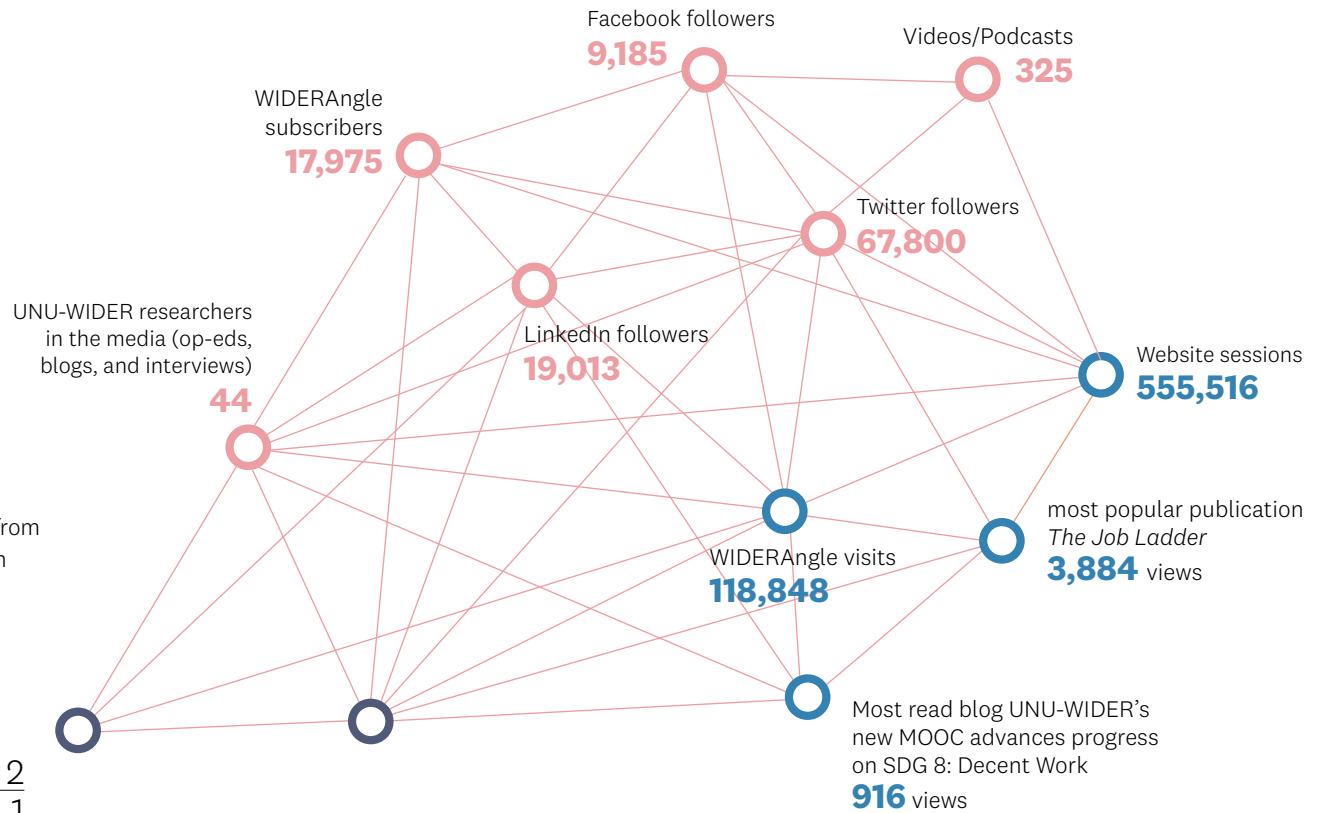 Facebook followers
9,185
Videos/Podcasts
325
WIDERAngle
subscribers
17,975
Twitter followers
67,800
UNU-WIDER researchers
in the media (op-eds,
blogs, and interviews)
44
LinkedIn followers
19,013
Website sessions
555,516
most popular publication
The Job Ladder
3,884 views
WIDERAngle visits
118,848
Most read blog UNU-WIDER’s
new MOOC advances progress
on SDG 8: Decent Work
916 views
2
1